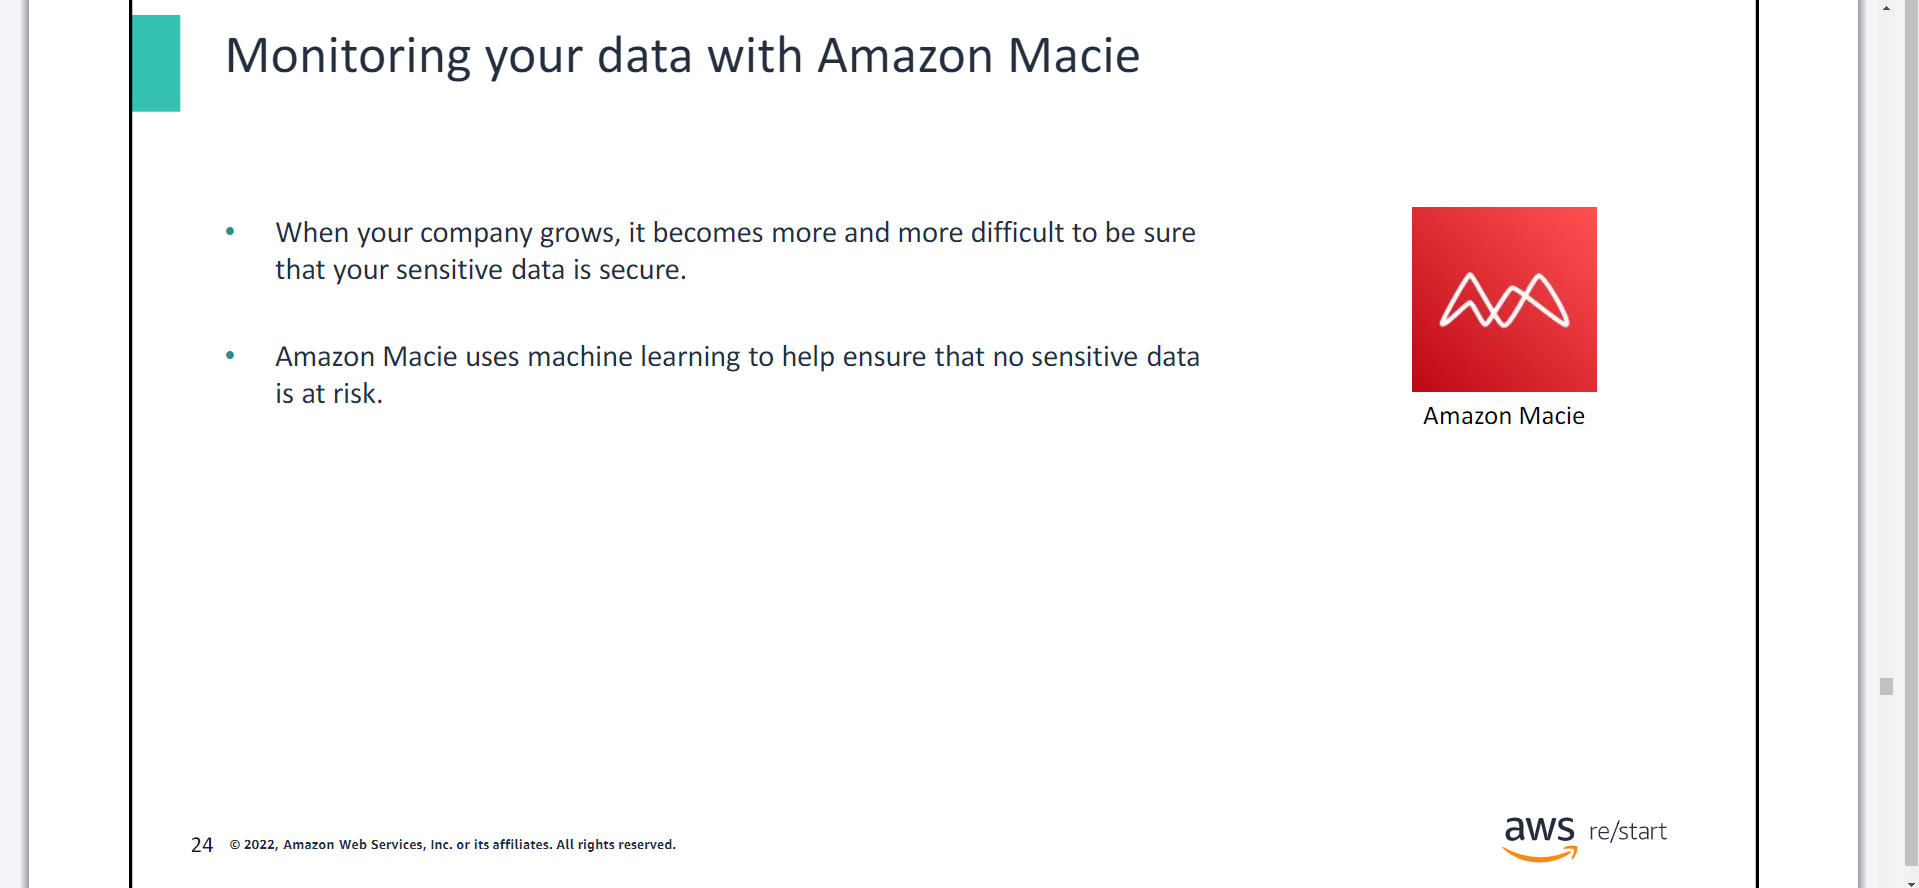 Monitoring your data with Amazon Macie
• When your company grows, it becomes more and more difficult to be sure
that your sensitive data is secure.
• Amazon Macie uses machine learning to help ensure that no sensitive data
is at risk.
Amazon Macie
24 © 2022, Amazon Web Services, Inc. or its affiliates. All rights reserved.
aws re/start